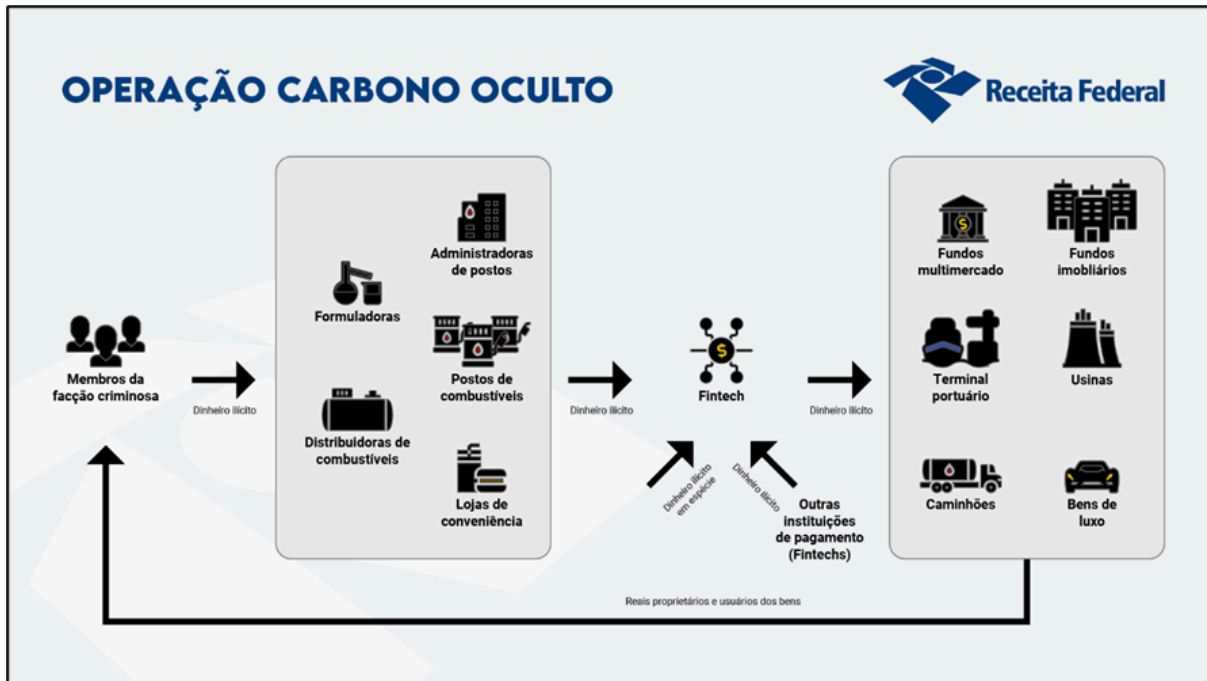 OPERAÇÃO CARBONO OCULTO
Receita Federal
Membros da
facção criminosa
Dinheiro ilícito
Formuladoras
Distribuidoras de
combustíveis
Administradoras
de postos
Postos de
combustíveis
Lojas de
conveniência
Dinheiro ilícito
Fintech
Dinheiro ilícito
em espécie
Dinheiro ilícito
Outras
instituições
de pagamento
(Fintechs)
Dinheiro ilícito
Fundos
multimercado
Fundos
imobliários
Terminal
portuário
Usinas
Caminhões
Bens de
luxo
Reais proprietários e usuários dos bens